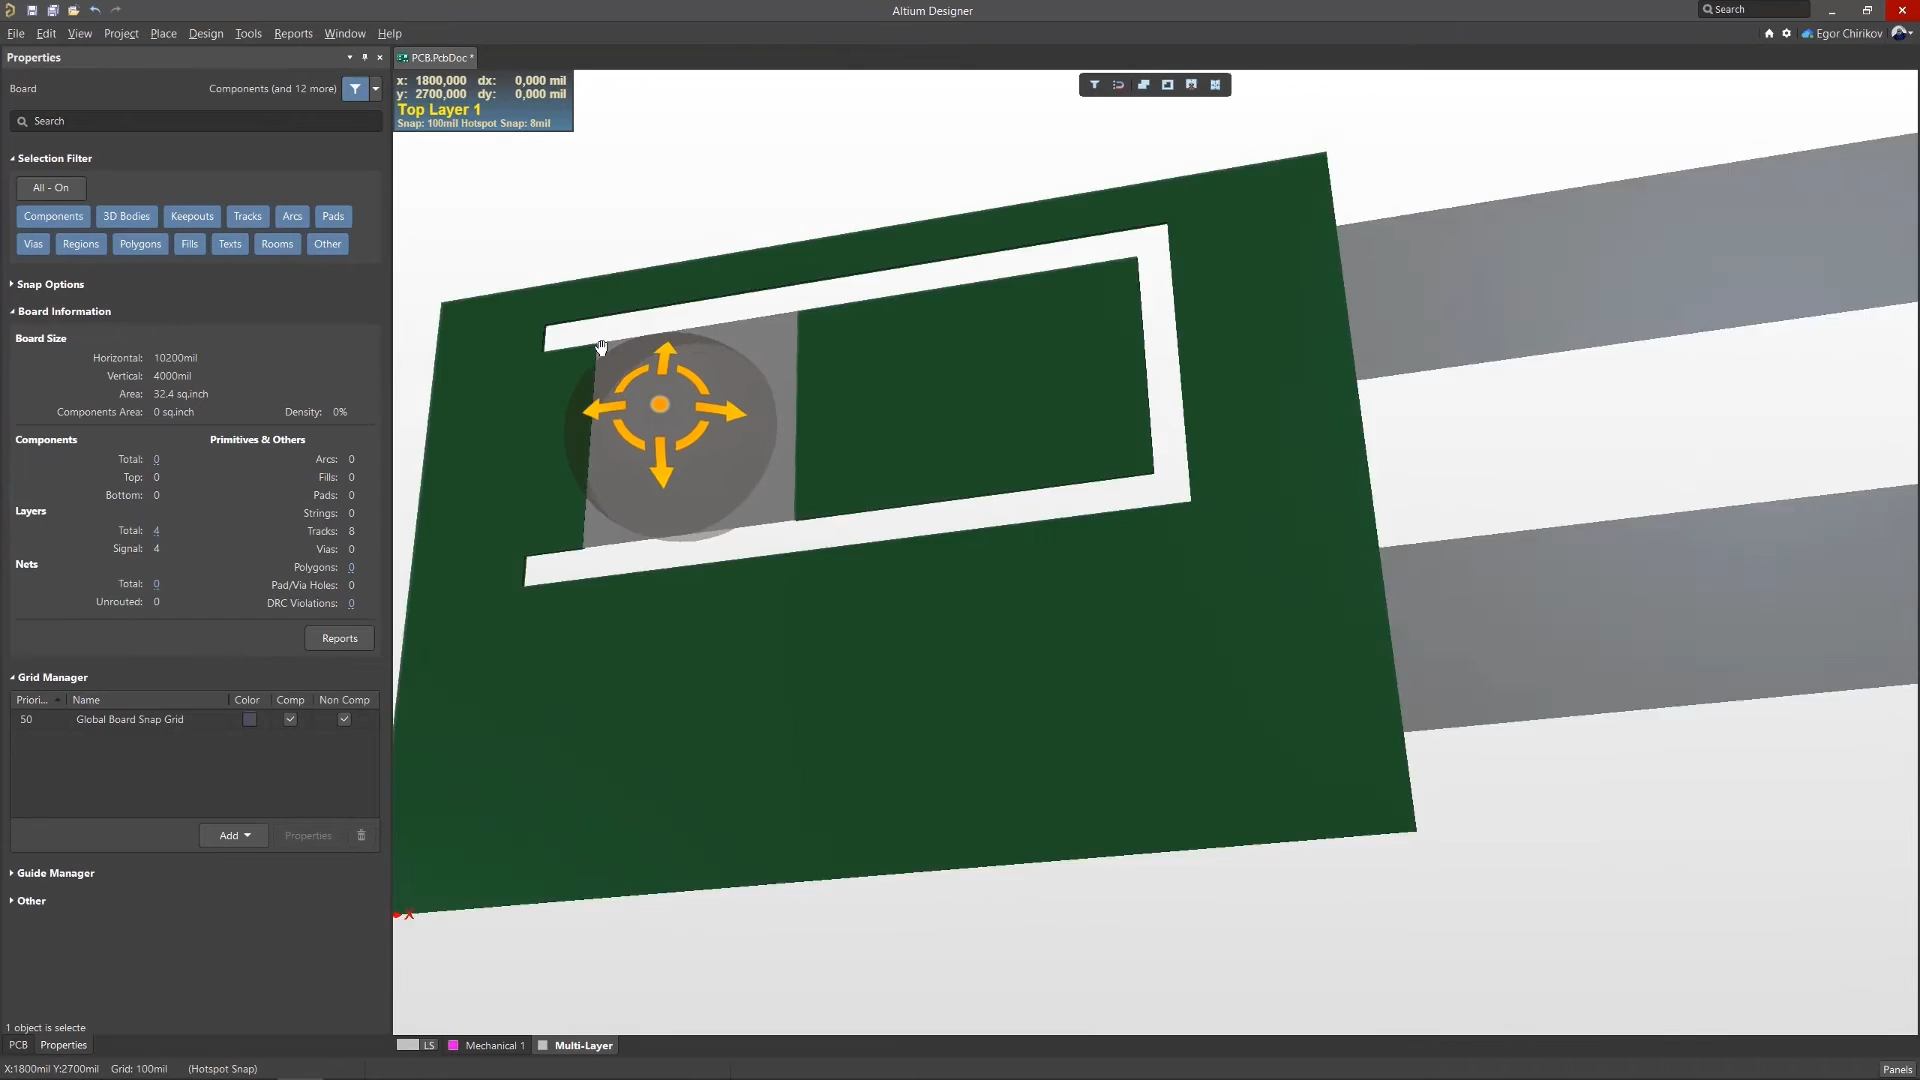 Altium Designer
Search
File Edit View Project Place Design Tools Reports Window Help
Egor Chirikov
Properties
PCB.PcbDoc *
Board
Components (and 12 more)
x: 1800,000 dx: 0,000 mil
y: 2700,000 dy: 0,000 mil
Top Layer 1
Snap: 100mil Hotspot Snap: 8mil
Search
Selection Filter
All - On
Components 3D Bodies Keepouts Tracks Arcs Pads
Vias Regions Polygons Fills Texts Rooms Other
Snap Options
Board Information
Board Size
Horizontal: 10200mil
Vertical: 4000mil
Area: 32.4 sq.inch
Components Area: 0 sq.inch Density: 0%
Components Primitives & Others
Total: 0 Arcs: 0
Top: 0 Fills: 0
Bottom: 0 Pads: 0
Layers Strings: 0
Total: 4 Tracks: 8
Signal: 4 Vias: 0
Nets Polygons: 0
Total: 0 Pad/Via Holes: 0
Unrouted: 0 DRC Violations: 0
Reports
Grid Manager
Priori... Name Color Comp Non Comp
50 Global Board Snap Grid
Add Properties
Guide Manager
Other
X
1 object is selecte
PCB Properties
LS Mechanical 1 Multi-Layer
X:1800mil Y:2700mil Grid: 100mil (Hotspot Snap)
Panels